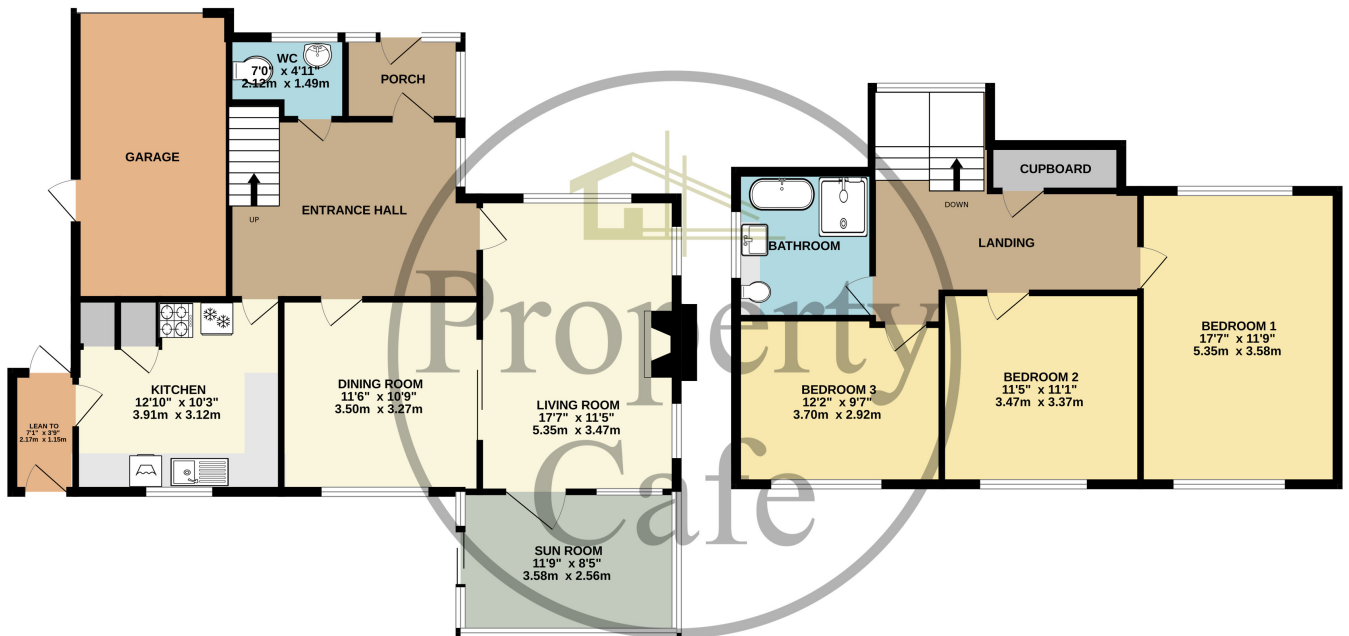 WC
7'0" x 4'11"
2.12m x 1.49m
PORCH
GARAGE
UP
ENTRANCE HALL
KITCHEN
12'10" x 10'3"
3.91m x 3.12m
DINING ROOM
11'6" x 10'9"
3.50m x 3.27m
LIVING ROOM
17'7" x 11'5"
5.35m x 3.47m
LEAN TO
7'1" x 3'9"
2.17m x 1.15m
SUN ROOM
11'9" x 8'5"
3.58m x 2.56m
CUPBOARD
DOWN
BATHROOM
LANDING
BEDROOM 1
17'7" x 11'9"
5.35m x 3.58m
BEDROOM 2
11'5" x 11'1"
3.47m x 3.37m
BEDROOM 3
12'2" x 9'7"
3.70m x 2.92m
Property
Cafe